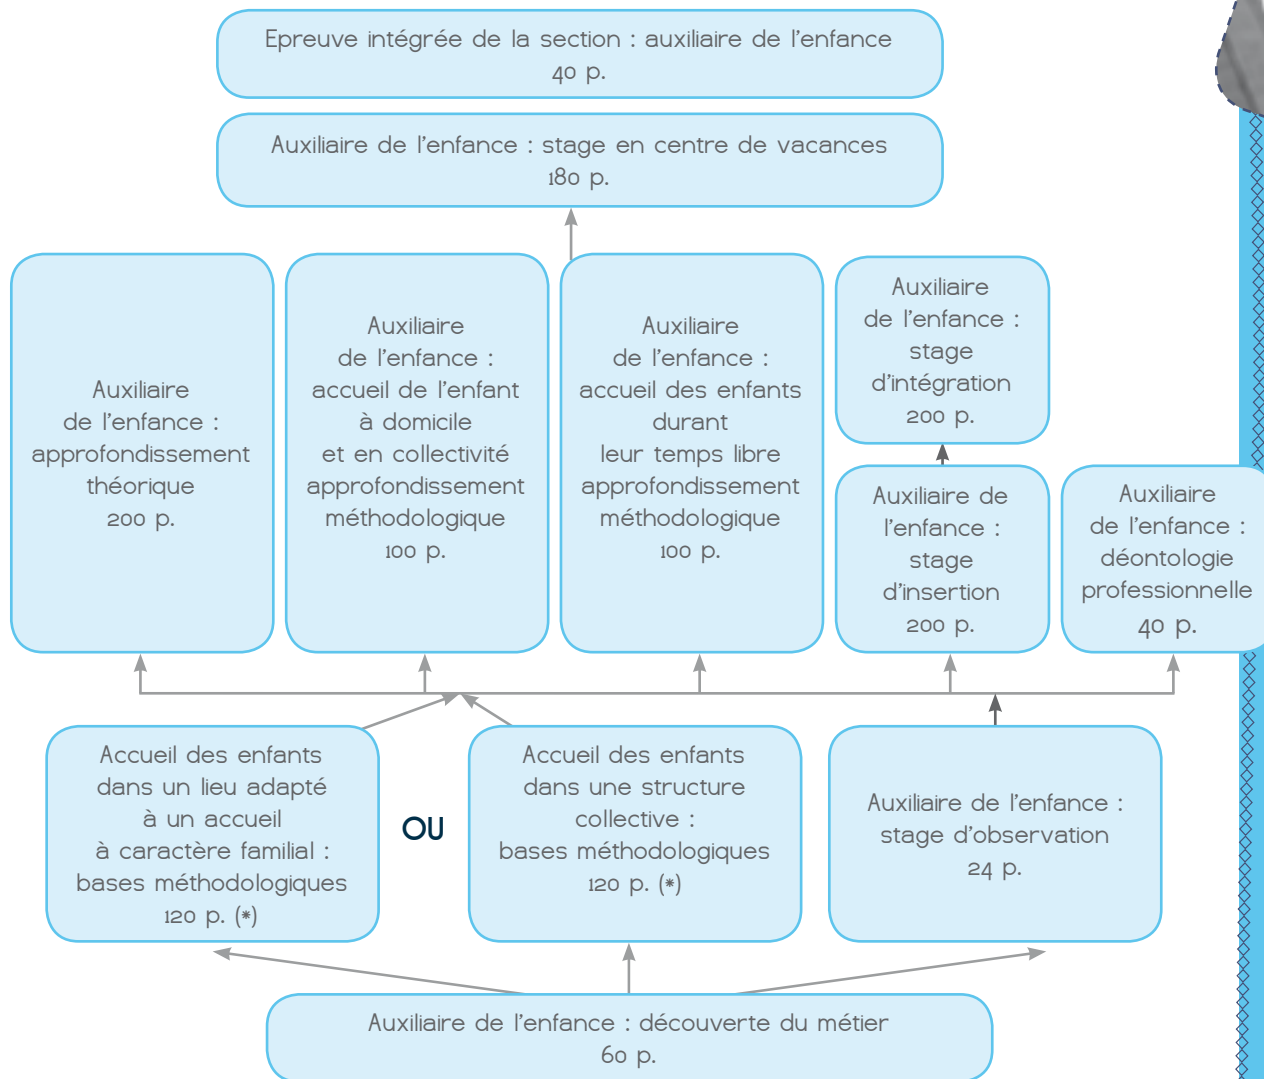 Epreuve intégrée de la section : auxiliaire de l'enfance
40 p.
Auxiliaire de l'enfance : stage en centre de vacances
180 p.
Auxiliaire
de l'enfance :
approfondissement
théorique
200 p.
Auxiliaire
de l'enfance :
accueil de l'enfant
à domicile
et en collectivité
approfondissement
méthodologique
100 p.
Auxiliaire
de l'enfance :
accueil des enfants
durant
leur temps libre
approfondissement
méthodologique
100 p.
Auxiliaire
de l'enfance :
stage
d'intégration
200 p.
Auxiliaire de
l'enfance :
stage
d'insertion
200 p.
Auxiliaire
de l'enfance :
déontologie
professionnelle
40 p.
Accueil des enfants
dans un lieu adapté
à un accueil
à caractère familial :
bases méthodologiques
120 p. (*)
OU
Accueil des enfants
dans une structure
collective :
bases méthodologiques
120 p. (*)
Auxiliaire de l'enfance :
stage d'observation
24 p.
Auxiliaire de l'enfance : découverte du métier
60 p.